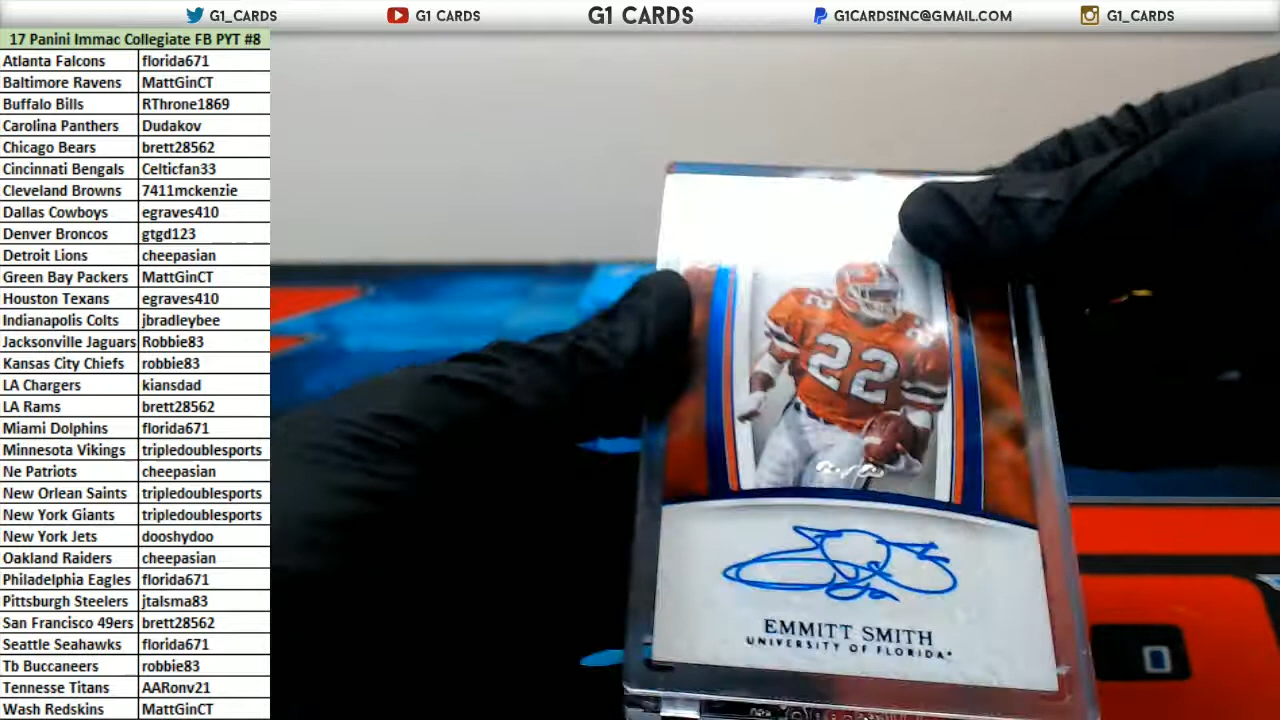 G1_CARDS
G1 CARDS
G1 CARDS
G1CARDSINC@GMAIL.COM
G1_CARDS
17 Panini Immac Collegiate FB PYT #8
Atlanta Falcons florida671
Baltimore Ravens MattGinCT
Buffalo Bills RThrone1869
Carolina Panthers Dudakov
Chicago Bears brett28562
Cincinnati Bengals Celticfan33
Cleveland Browns 7411mckenzie
Dallas Cowboys egraves410
Denver Broncos gtgd123
Detroit Lions cheepasian
Green Bay Packers MattGinCT
Houston Texans egraves410
Indianapolis Colts jbradleybee
Jacksonville Jaguars Robbie83
Kansas City Chiefs robbie83
LA Chargers kiansdad
LA Rams brett28562
Miami Dolphins florida671
Minnesota Vikings tripledoublesports
Ne Patriots cheepasian
New Orlean Saints tripledoublesports
New York Giants tripledoublesports
New York Jets dooshydoo
Oakland Raiders cheepasian
Philadelphia Eagles florida671
Pittsburgh Steelers jtalsma83
San Francisco 49ers brett28562
Seattle Seahawks florida671
Tb Buccaneers robbie83
Tennesse Titans AARonv21
Wash Redskins MattGinCT
22
22
EMMITT SMITH
UNIVERSITY OF FLORIDA*